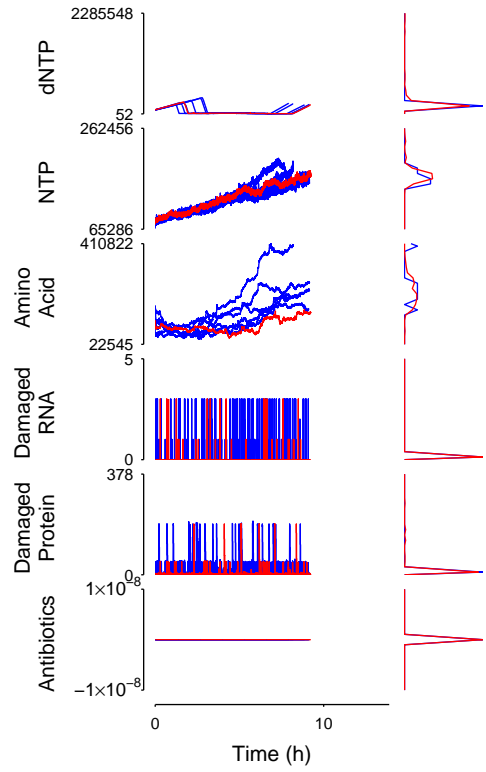 2285548
dNTP
52
262456
NTP
65286
410822
Amino
Acid
22545
5
Damaged
RNA
0
378
Damaged
Protein
0
1×10⁻⁸
Antibiotics
−1×10⁻⁸
0 10
Time (h)